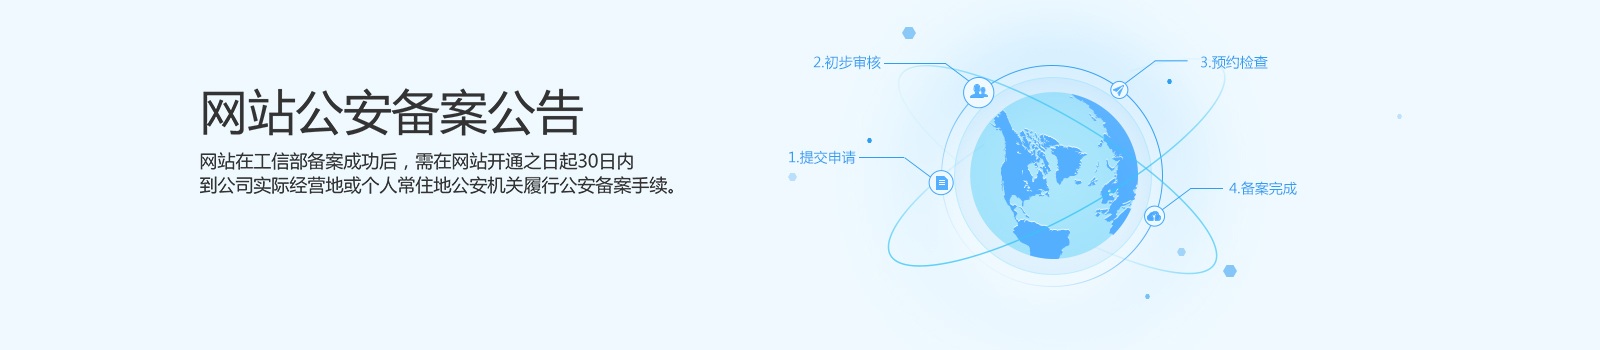 网站公安备案公告
网站在工信部备案成功后，需在网站开通之日起30日内
到公司实际经营地或个人常住地公安机关履行公安备案手续。
2.初步审核
3.预约检查
1.提交申请
4.备案完成